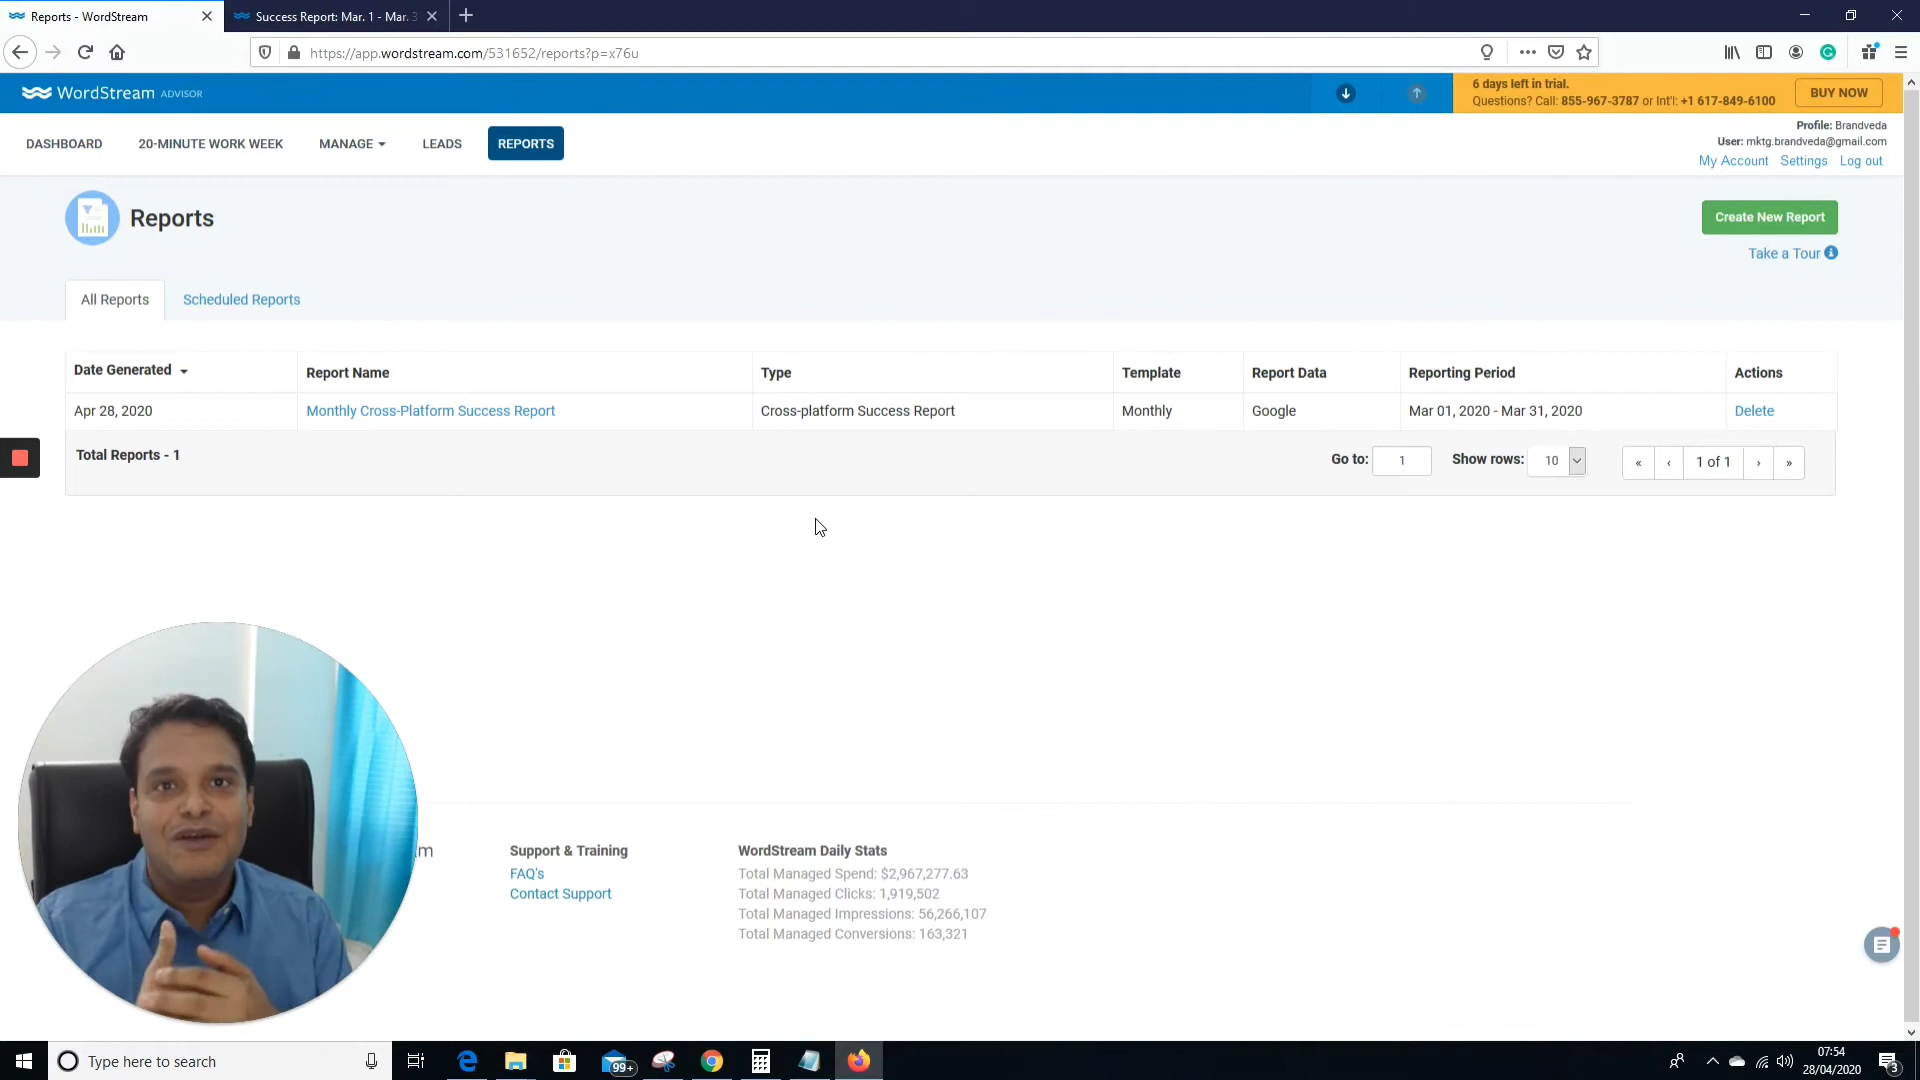 Reports - WordStream
Success Report: Mar. 1 - Mar. 3
https://app.wordstream.com/531652/reports?p=x76u
WordStream ADVISOR
6 days left in trial.
Questions? Call: 855-967-3787 or Int'l: +1 617-849-6100
BUY NOW
DASHBOARD
20-MINUTE WORK WEEK
MANAGE
LEADS
REPORTS
Profile: Brandveda
User: mktg.brandveda@gmail.com
My Account Settings Log out
Reports
Create New Report
Take a Tour
All Reports
Scheduled Reports
Date Generated Report Name Type Template Report Data Reporting Period Actions
Apr 28, 2020 Monthly Cross-Platform Success Report Cross-platform Success Report Monthly Google Mar 01, 2020 - Mar 31, 2020 Delete
Total Reports - 1
Go to: 1 Show rows: 10 « ‹ 1 of 1 › »
Support & Training
FAQ's
Contact Support
WordStream Daily Stats
Total Managed Spend: $2,967,277.63
Total Managed Clicks: 1,919,502
Total Managed Impressions: 56,266,107
Total Managed Conversions: 163,321
Type here to search
99+
07:54
28/04/2020
3